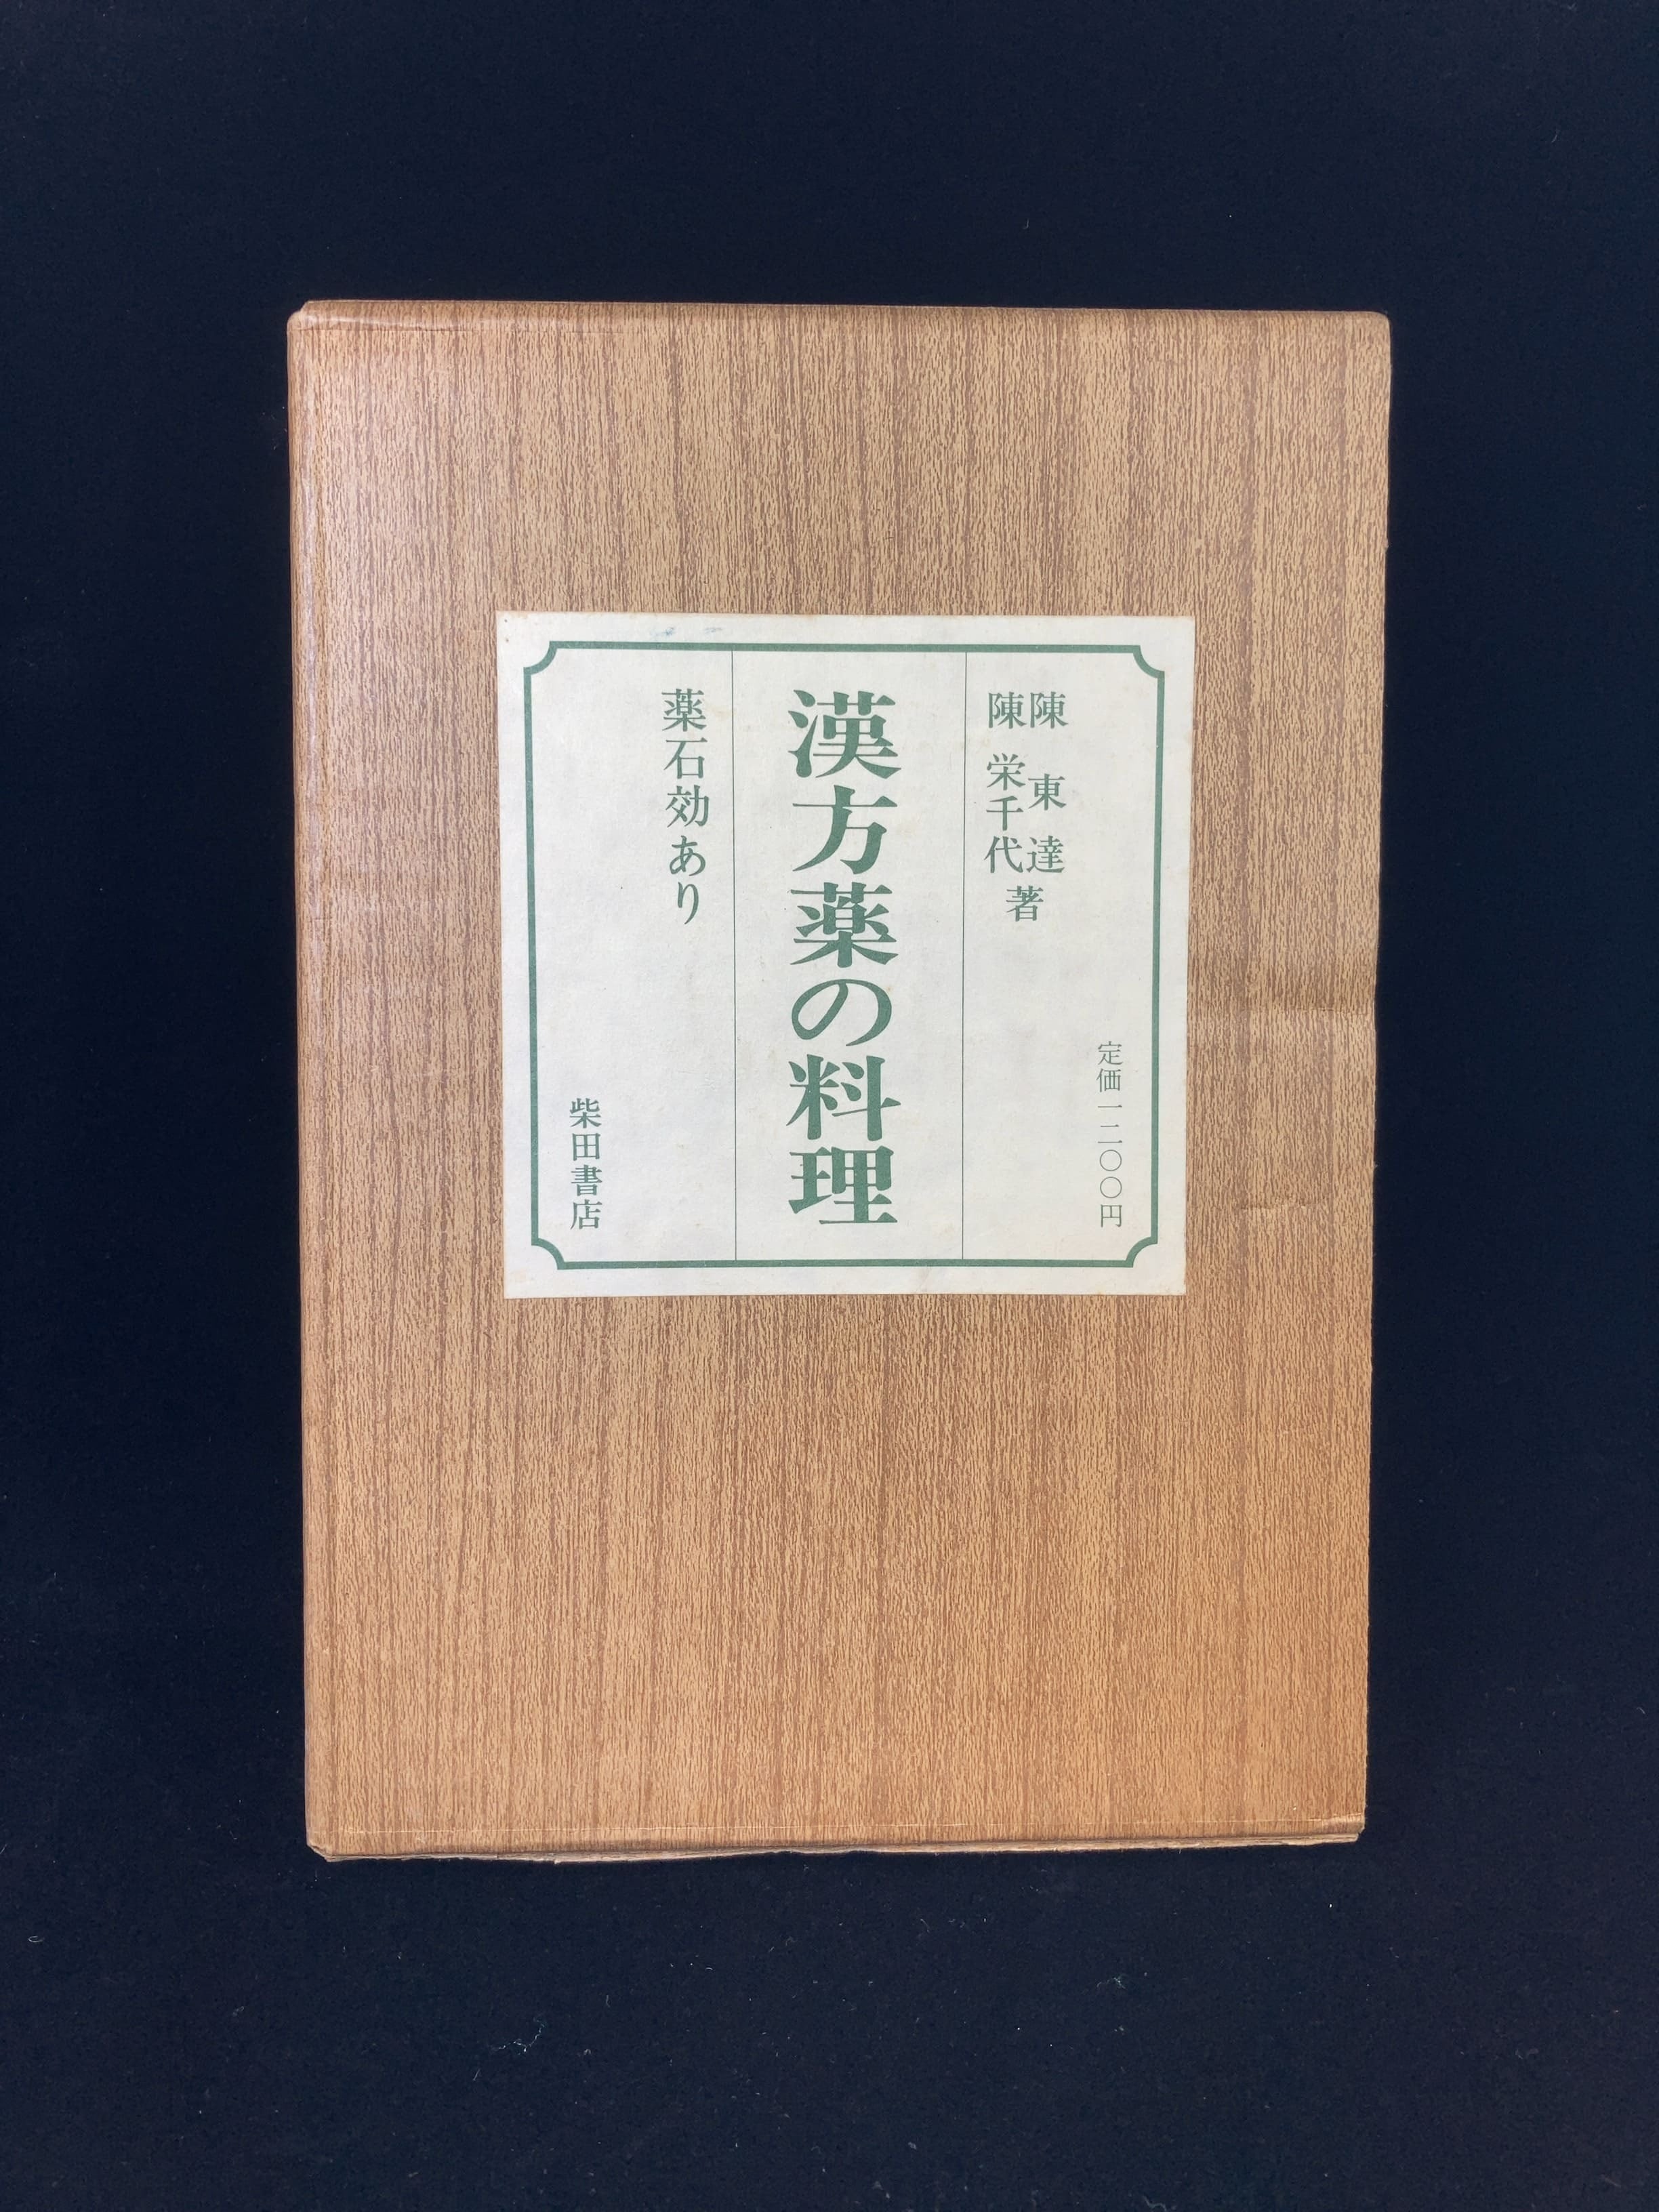 定価一二〇〇円
陳東達
陳栄千代
著
漢方薬の料理
薬石効あり
柴田書店